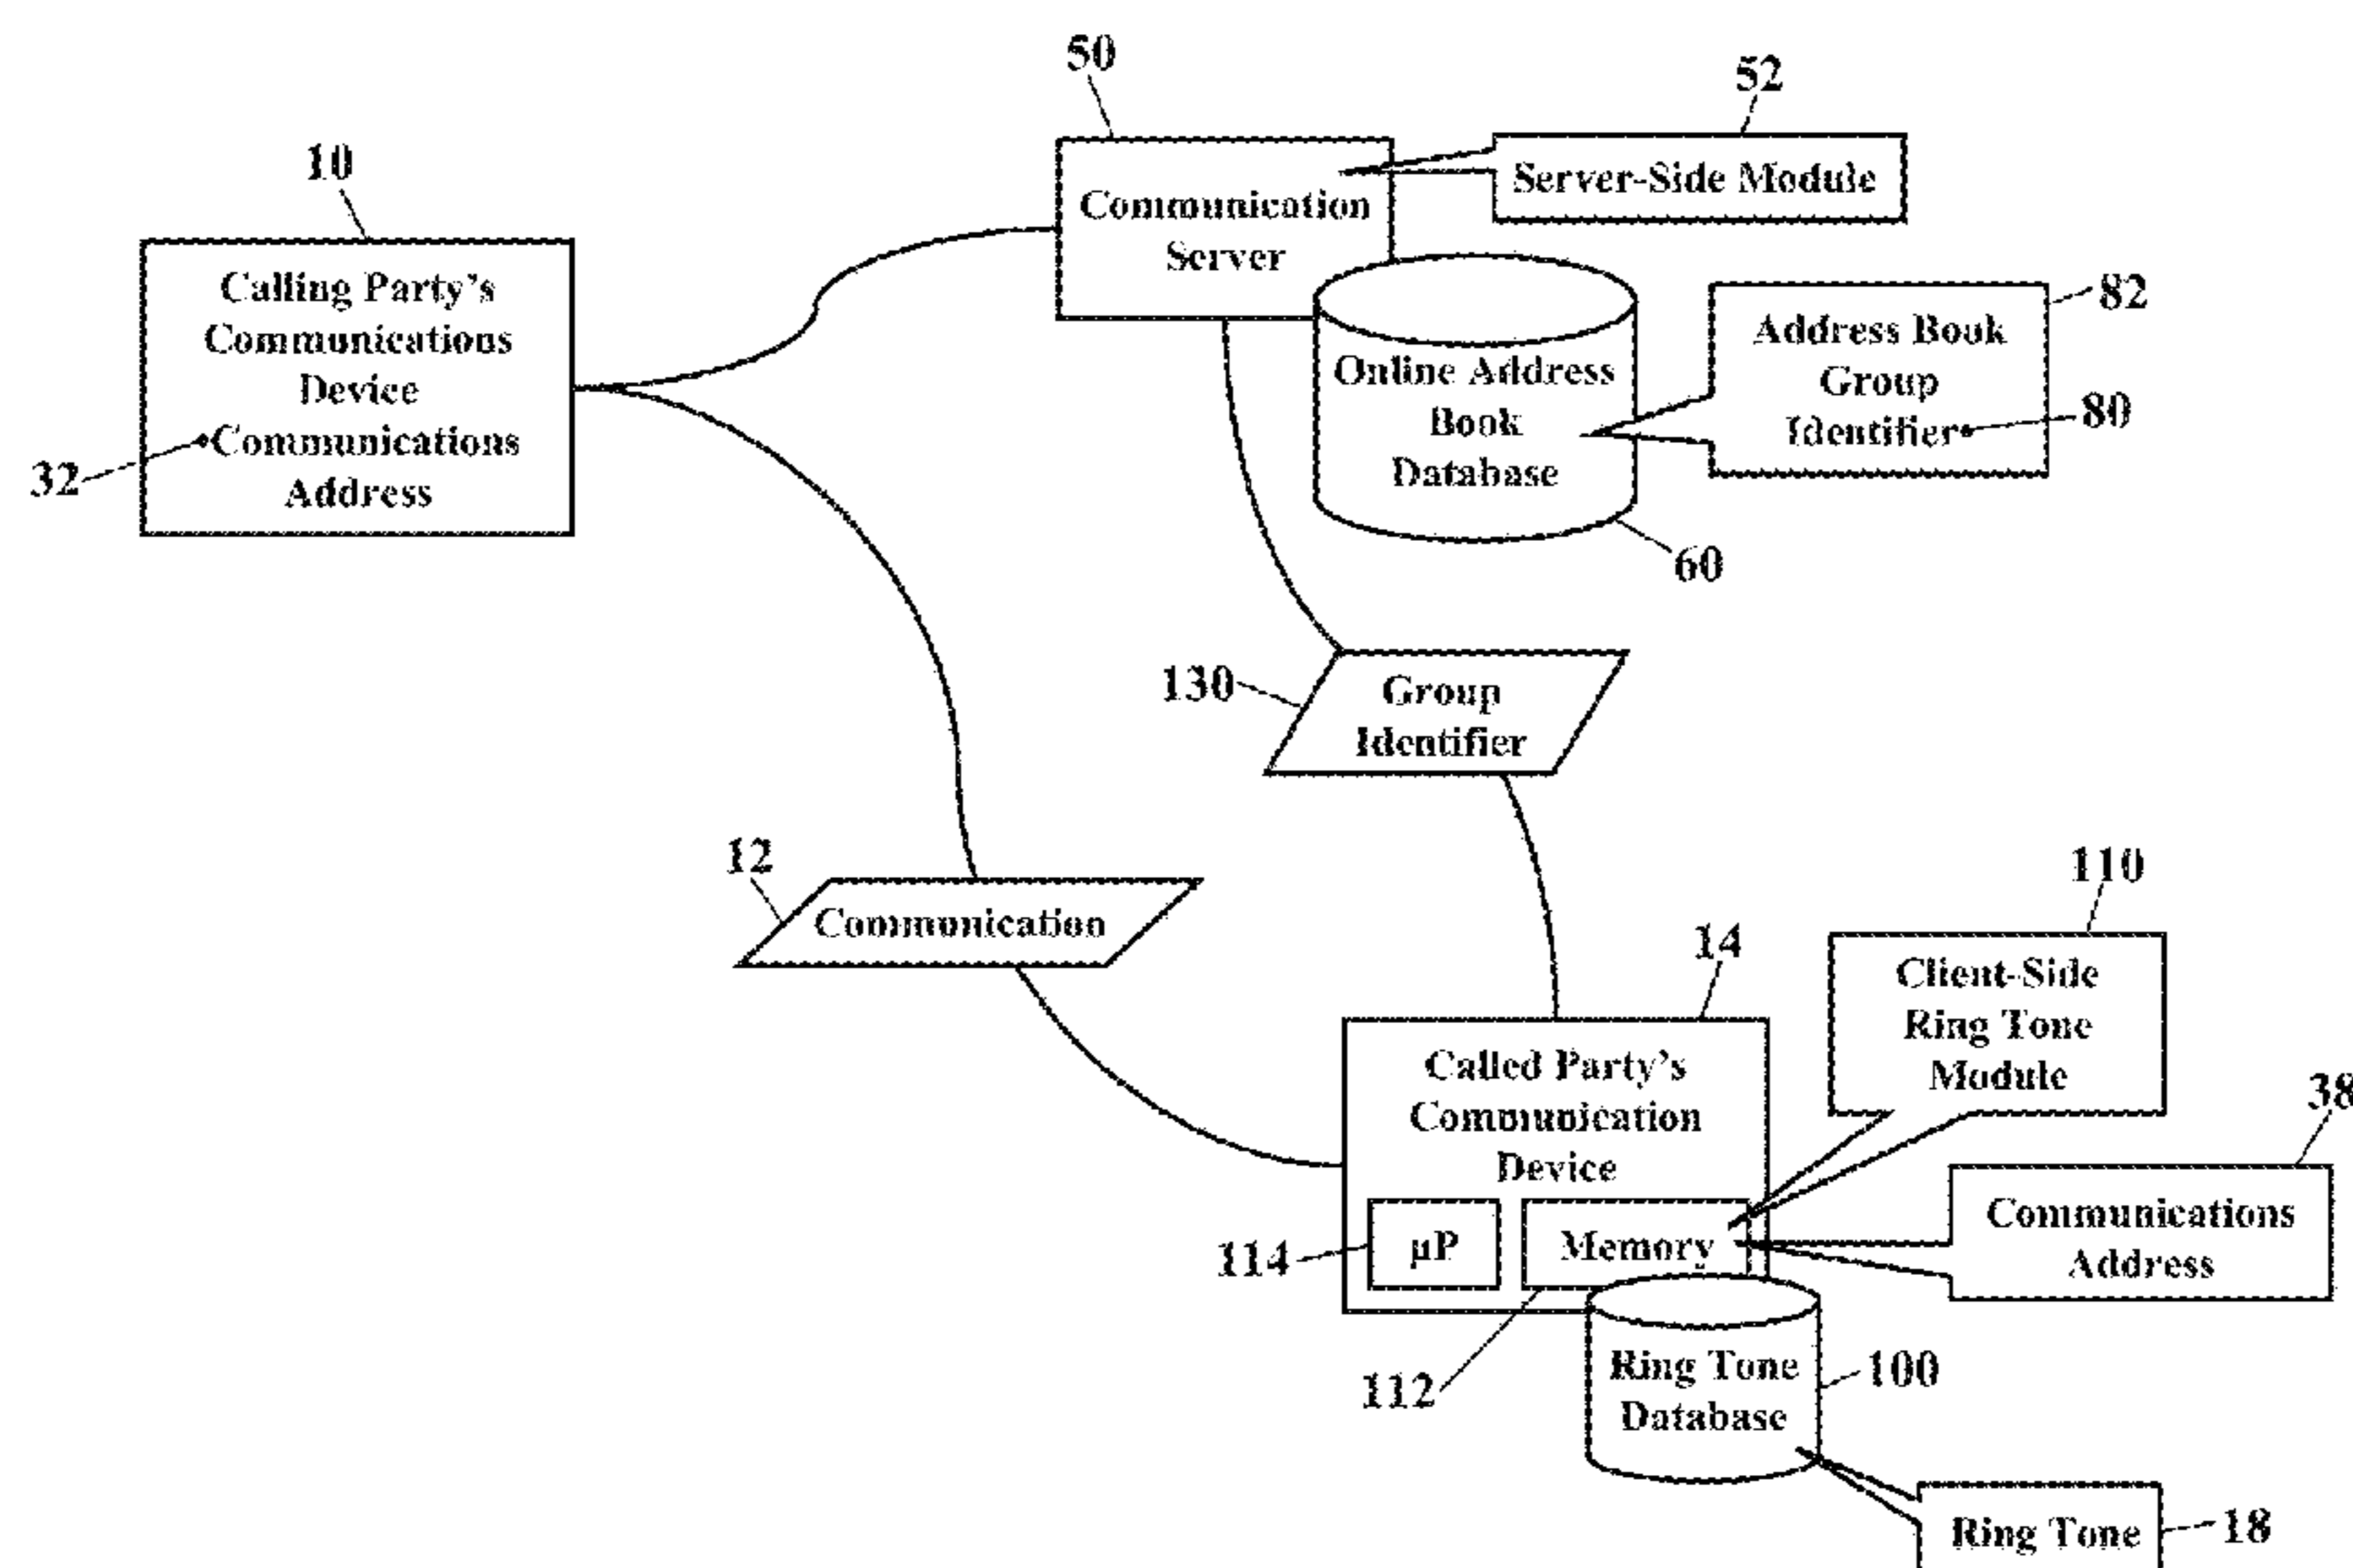 50
52
10
Server-Side Module
Communication
Server
Calling Party's
Communications
Device
Communications
Address
32
82
Address Book
Group
Identifier
80
Online Address
Book
Database
60
130
Group
Identifier
12
Communication
110
14
Client-Side
Ring Tone
Module
Called Party's
Communication
Device
38
Communications
Address
114
µP
Memory
112
Ring Tone
Database
100
Ring Tone
18